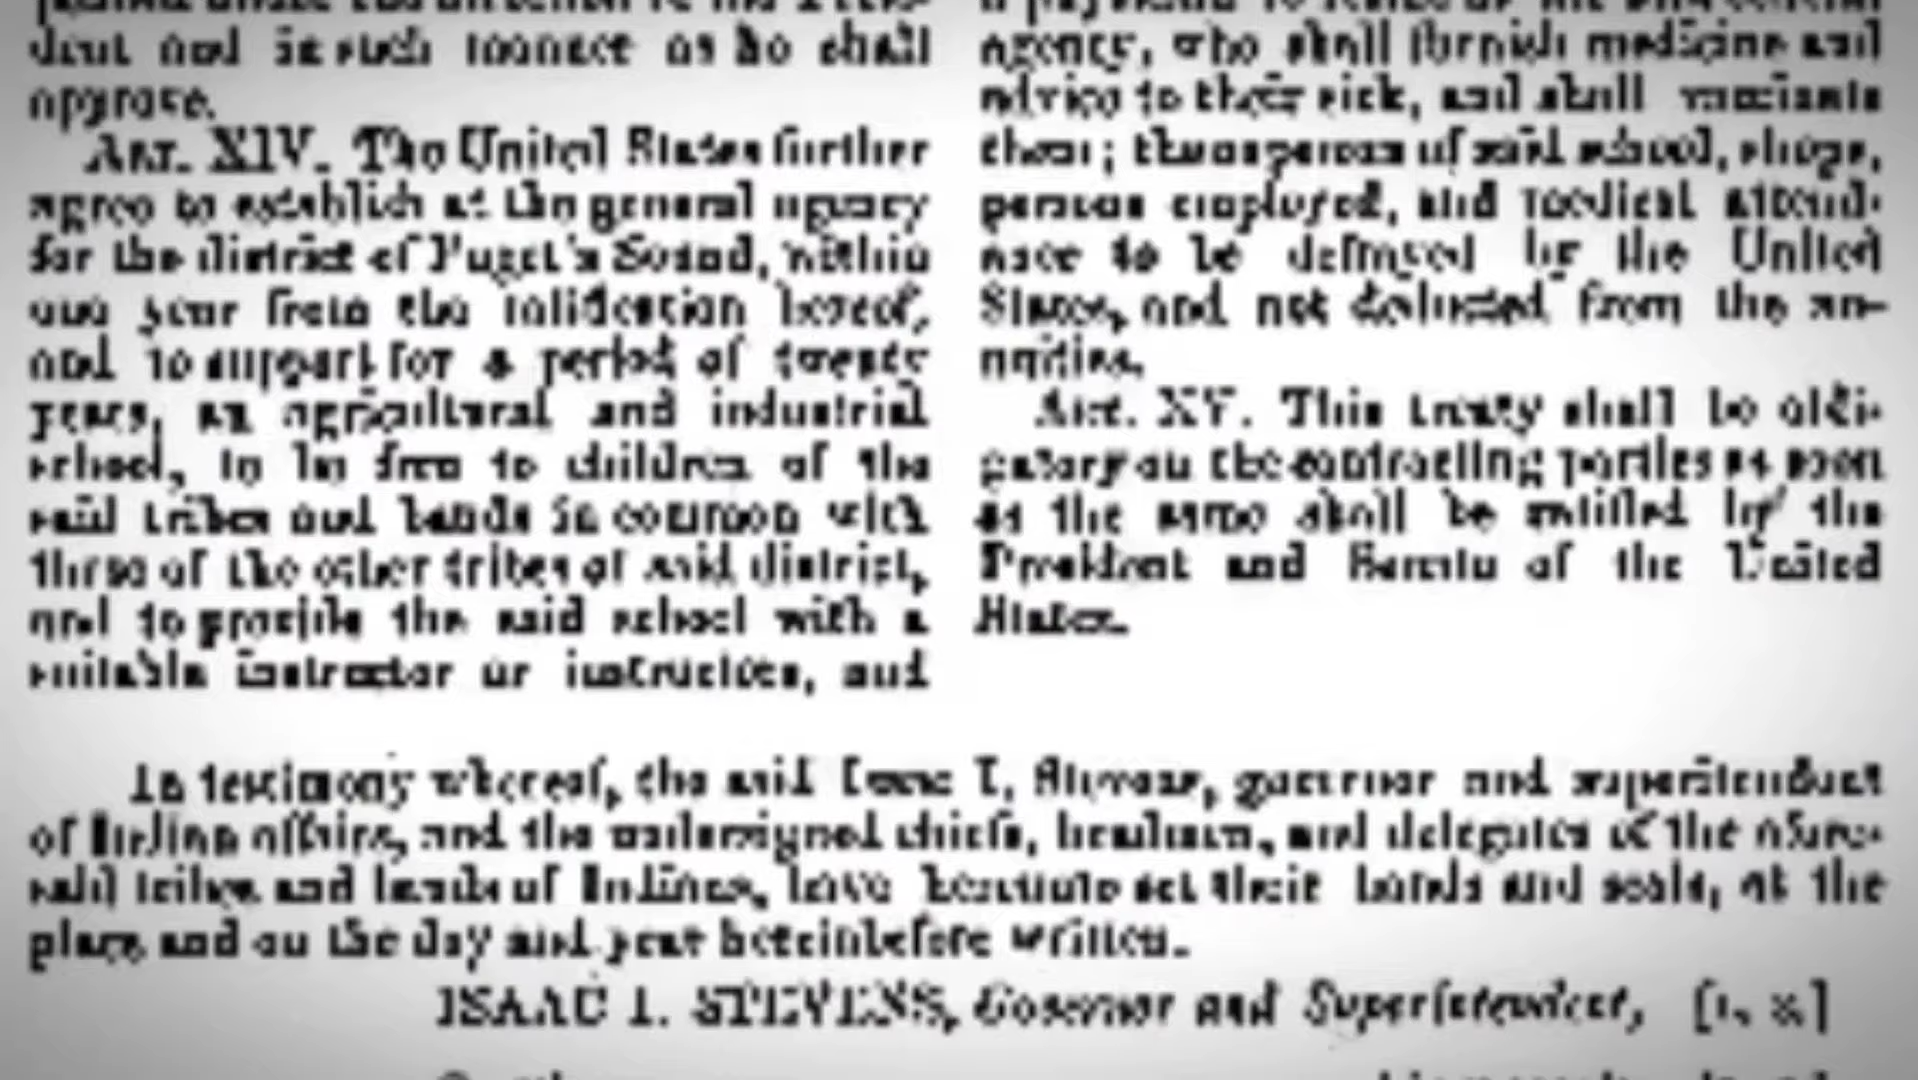 dent and in such manner as he shall
approve.
ART. XIV. The United States further
agree to establish at the general agency
for the district of Puget's Sound, within
one year from the ratification hereof,
and to support for a period of twenty
years, an agricultural and industrial
school, to be free to children of the
said tribes and bands in common with
those of the other tribes of said district,
and to provide the said school with a
suitable instructor or instructors, and
agency, who shall furnish medicine and
advice to their sick, and shall vaccinate
them; the expenses of said school, shops,
persons employed, and medical attend-
ance to be defrayed by the United
States, and not deducted from the an-
nuities.
ART. XV. This treaty shall be obli-
gatory on the contracting parties as soon
as the same shall be ratified by the
President and Senate of the United
States.
In testimony whereof, the said Isaac I. Stevens, governor and superintendent
of Indian affairs, and the undersigned chiefs, headmen, and delegates of the afore-
said tribes and bands of Indians, have hereunto set their hands and seals, at the
place and on the day and year hereinbefore written.
ISAAC I. STEVENS, Governor and Superintendent, [L. S.]